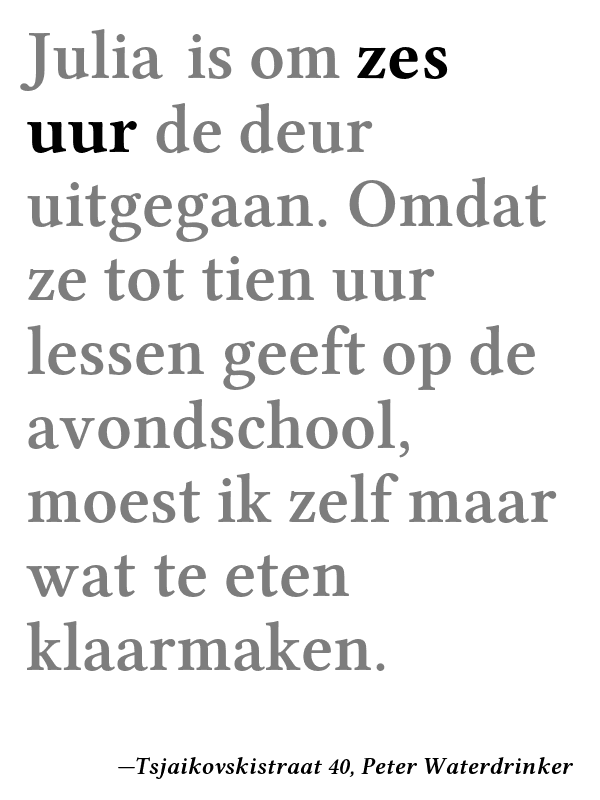 Julia is om zes
uur de deur
uitgegaan. Omdat
ze tot tien uur
lessen geeft op de
avondschool,
moest ik zelf maar
wat te eten
klaarmaken.
—Tsjaikovskistraat 40, Peter Waterdrinker